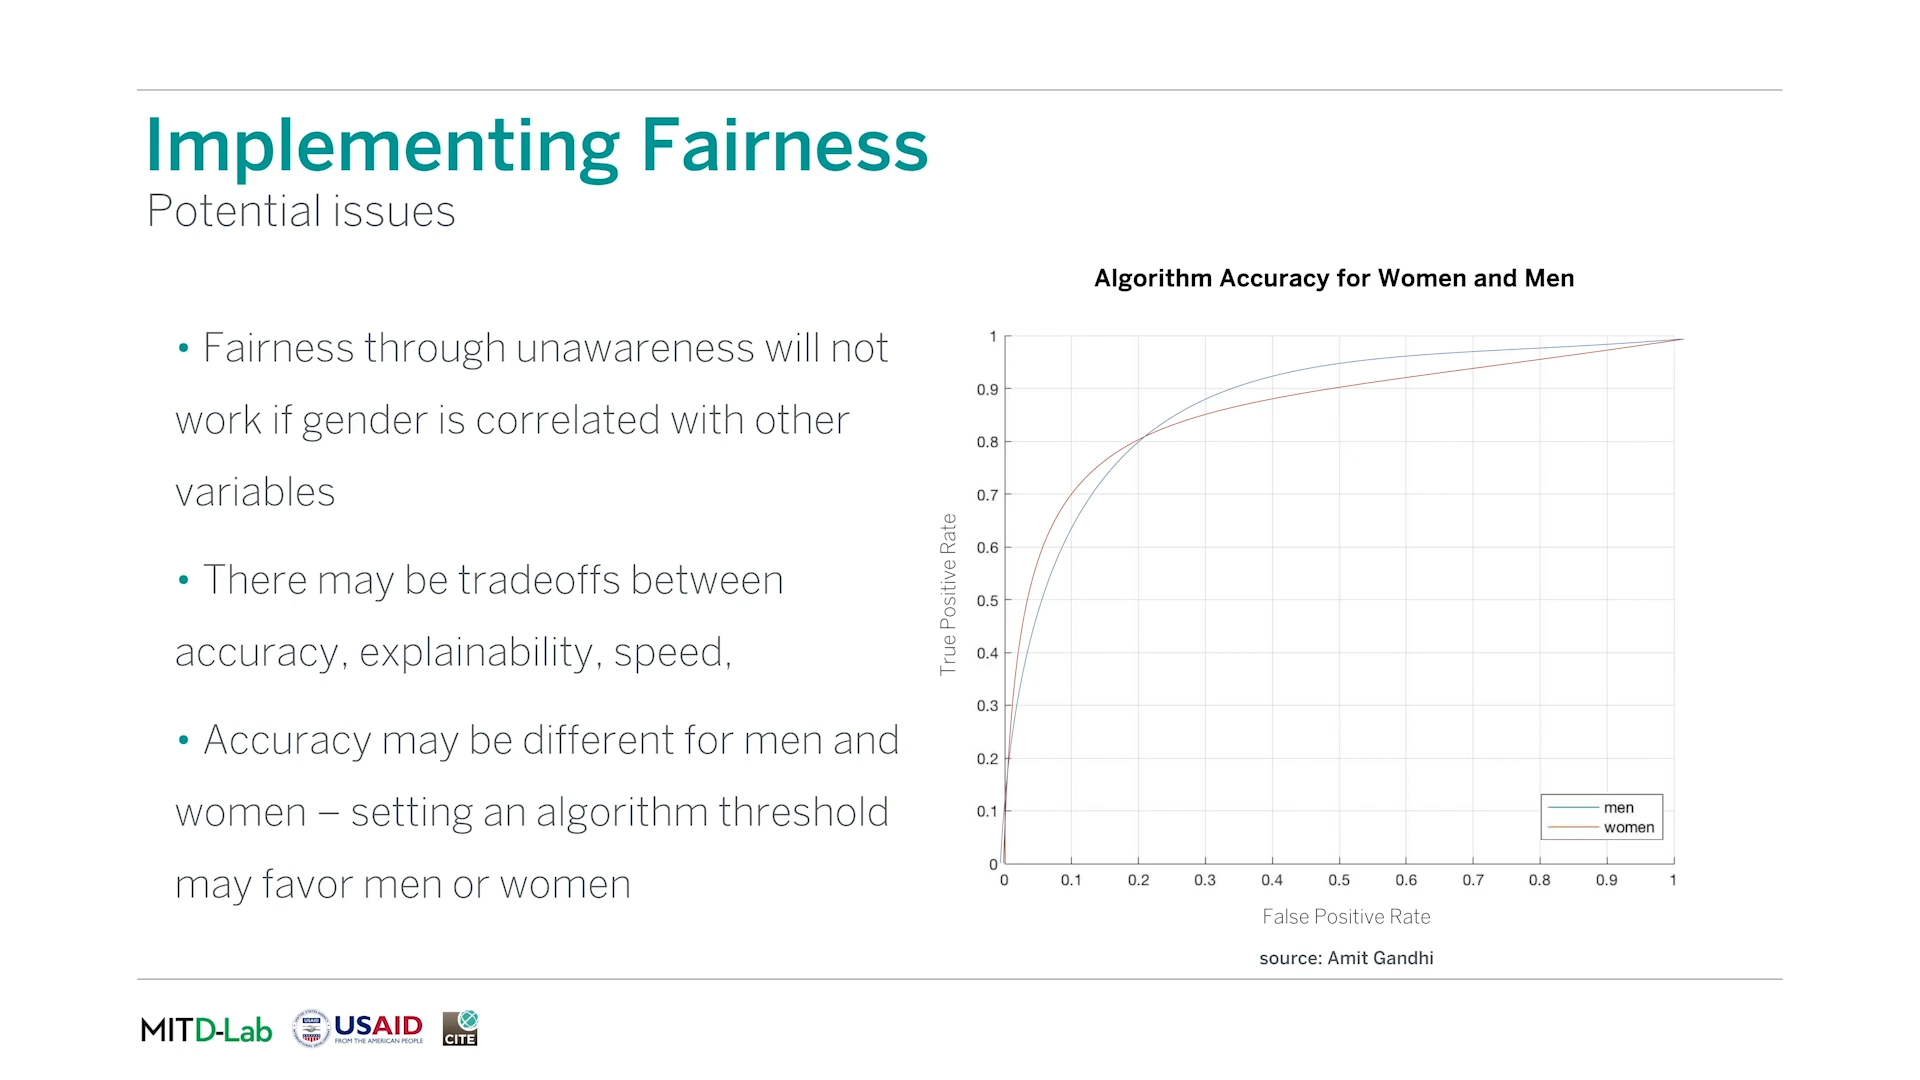 Implementing Fairness
Potential issues
• Fairness through unawareness will not
work if gender is correlated with other
variables
• There may be tradeoffs between
accuracy, explainability, speed,
• Accuracy may be different for men and
women – setting an algorithm threshold
may favor men or women
Algorithm Accuracy for Women and Men
True Positive Rate
1
0.9
0.8
0.7
0.6
0.5
0.4
0.3
0.2
0.1
0
0 0.1 0.2 0.3 0.4 0.5 0.6 0.7 0.8 0.9 1
men
women
False Positive Rate
source: Amit Gandhi
MIT D-Lab
USAID
USAID
FROM THE AMERICAN PEOPLE
CITE